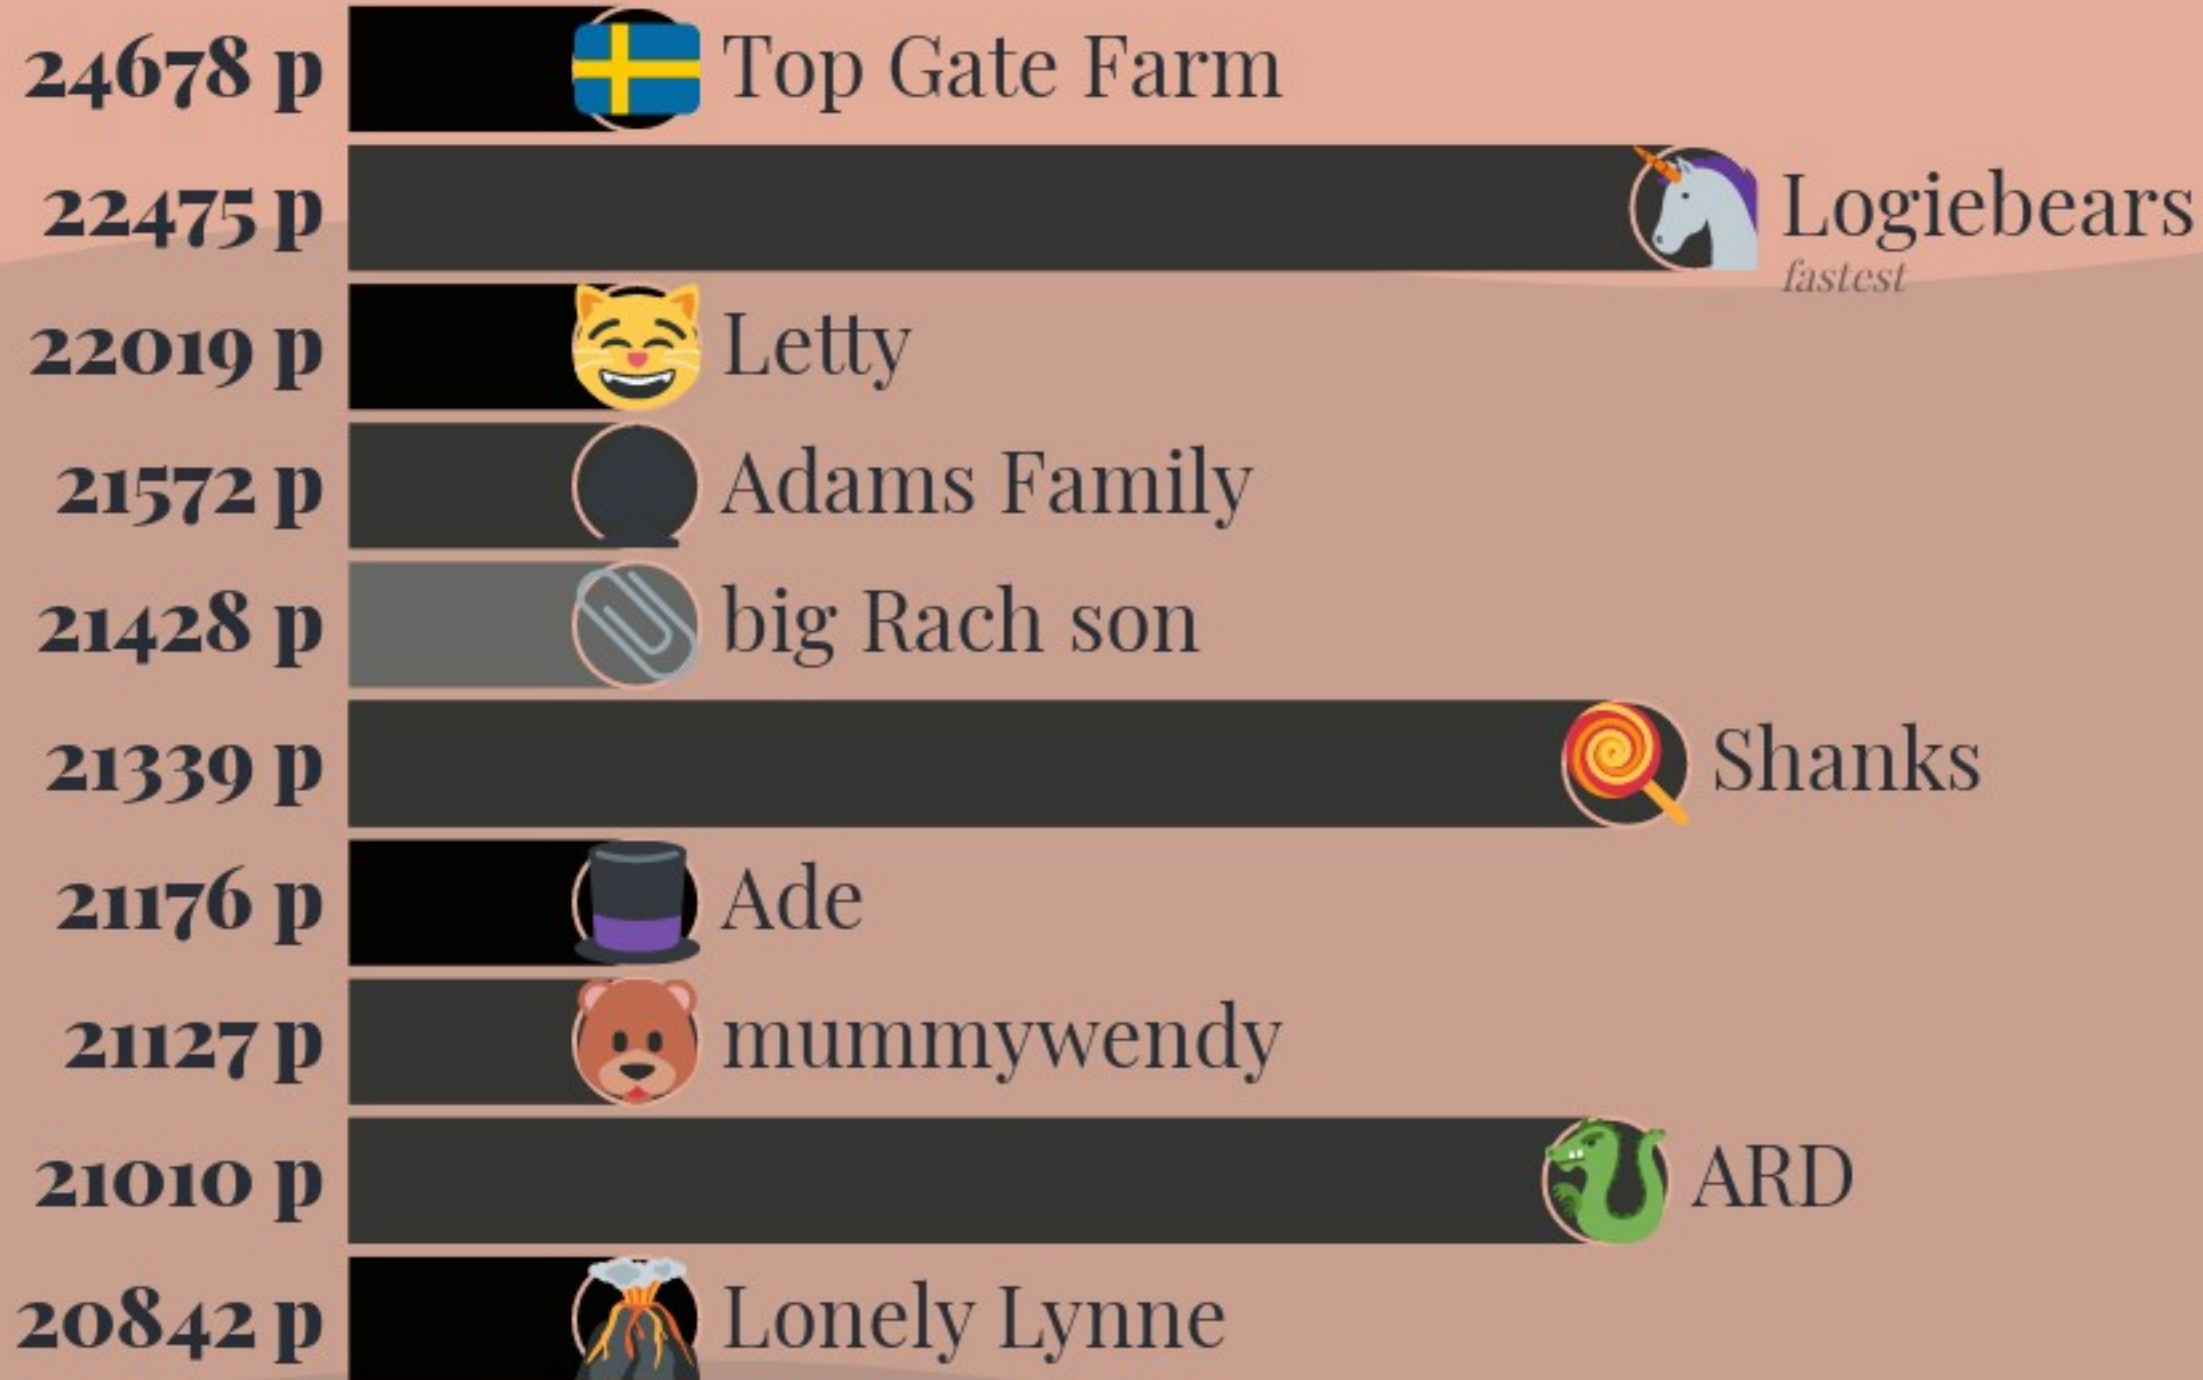 24678 p Top Gate Farm
22475 p Logiebears
fastest
22019 p Letty
21572 p Adams Family
21428 p big Rach son
21339 p Shanks
21176 p Ade
21127 p mummywendy
21010 p ARD
20842 p Lonely Lynne